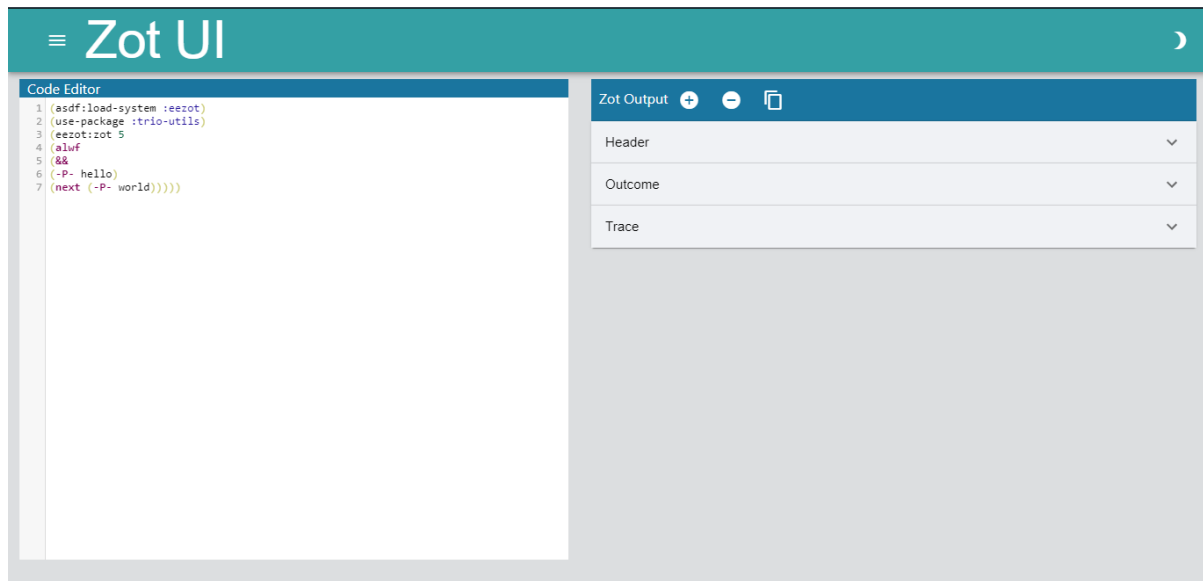 Zot UI
Code Editor
1 (asdf:load-system :eezot)
2 (use-package :trio-utils)
3 (eezot:zot 5
4 (alwf
5 (&&
6 (-P- hello)
7 (next (-P- world)))))
Zot Output
Header
Outcome
Trace